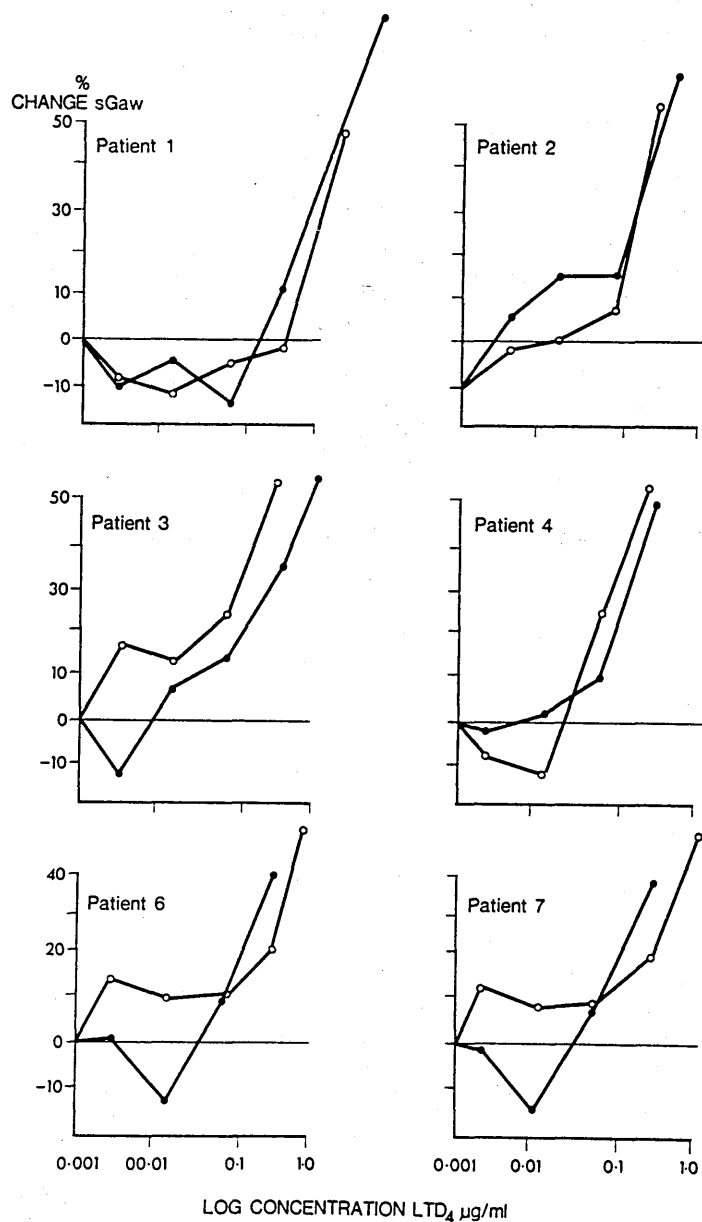 %
CHANGE sGaw
50
30
20
10
0
-10
Patient 1
Patient 2
50
30
10
0
-10
Patient 3
Patient 4
40
20
0
-10
Patient 6
Patient 7
0·001 00·01 0·1 1·0
0·001 0·01 0·1 1·0
LOG CONCENTRATION LTD₄ µg/ml